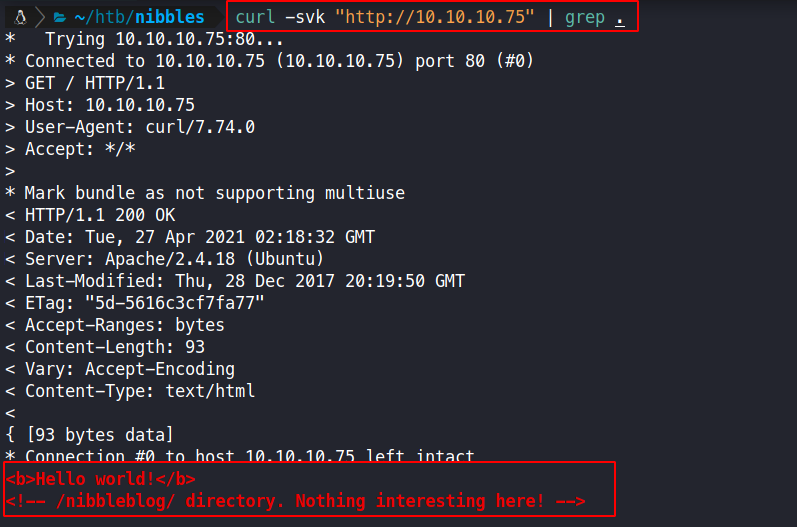 ~/htb/nibbles curl -svk "http://10.10.10.75" | grep .
* Trying 10.10.10.75:80...
* Connected to 10.10.10.75 (10.10.10.75) port 80 (#0)
> GET / HTTP/1.1
> Host: 10.10.10.75
> User-Agent: curl/7.74.0
> Accept: */*
>
* Mark bundle as not supporting multiuse
< HTTP/1.1 200 OK
< Date: Tue, 27 Apr 2021 02:18:32 GMT
< Server: Apache/2.4.18 (Ubuntu)
< Last-Modified: Thu, 28 Dec 2017 20:19:50 GMT
< ETag: "5d-5616c3cf7fa77"
< Accept-Ranges: bytes
< Content-Length: 93
< Vary: Accept-Encoding
< Content-Type: text/html
<
{ [93 bytes data]
* Connection #0 to host 10.10.10.75 left intact
<b>Hello world!</b>
<!-- /nibbleblog/ directory. Nothing interesting here! -->